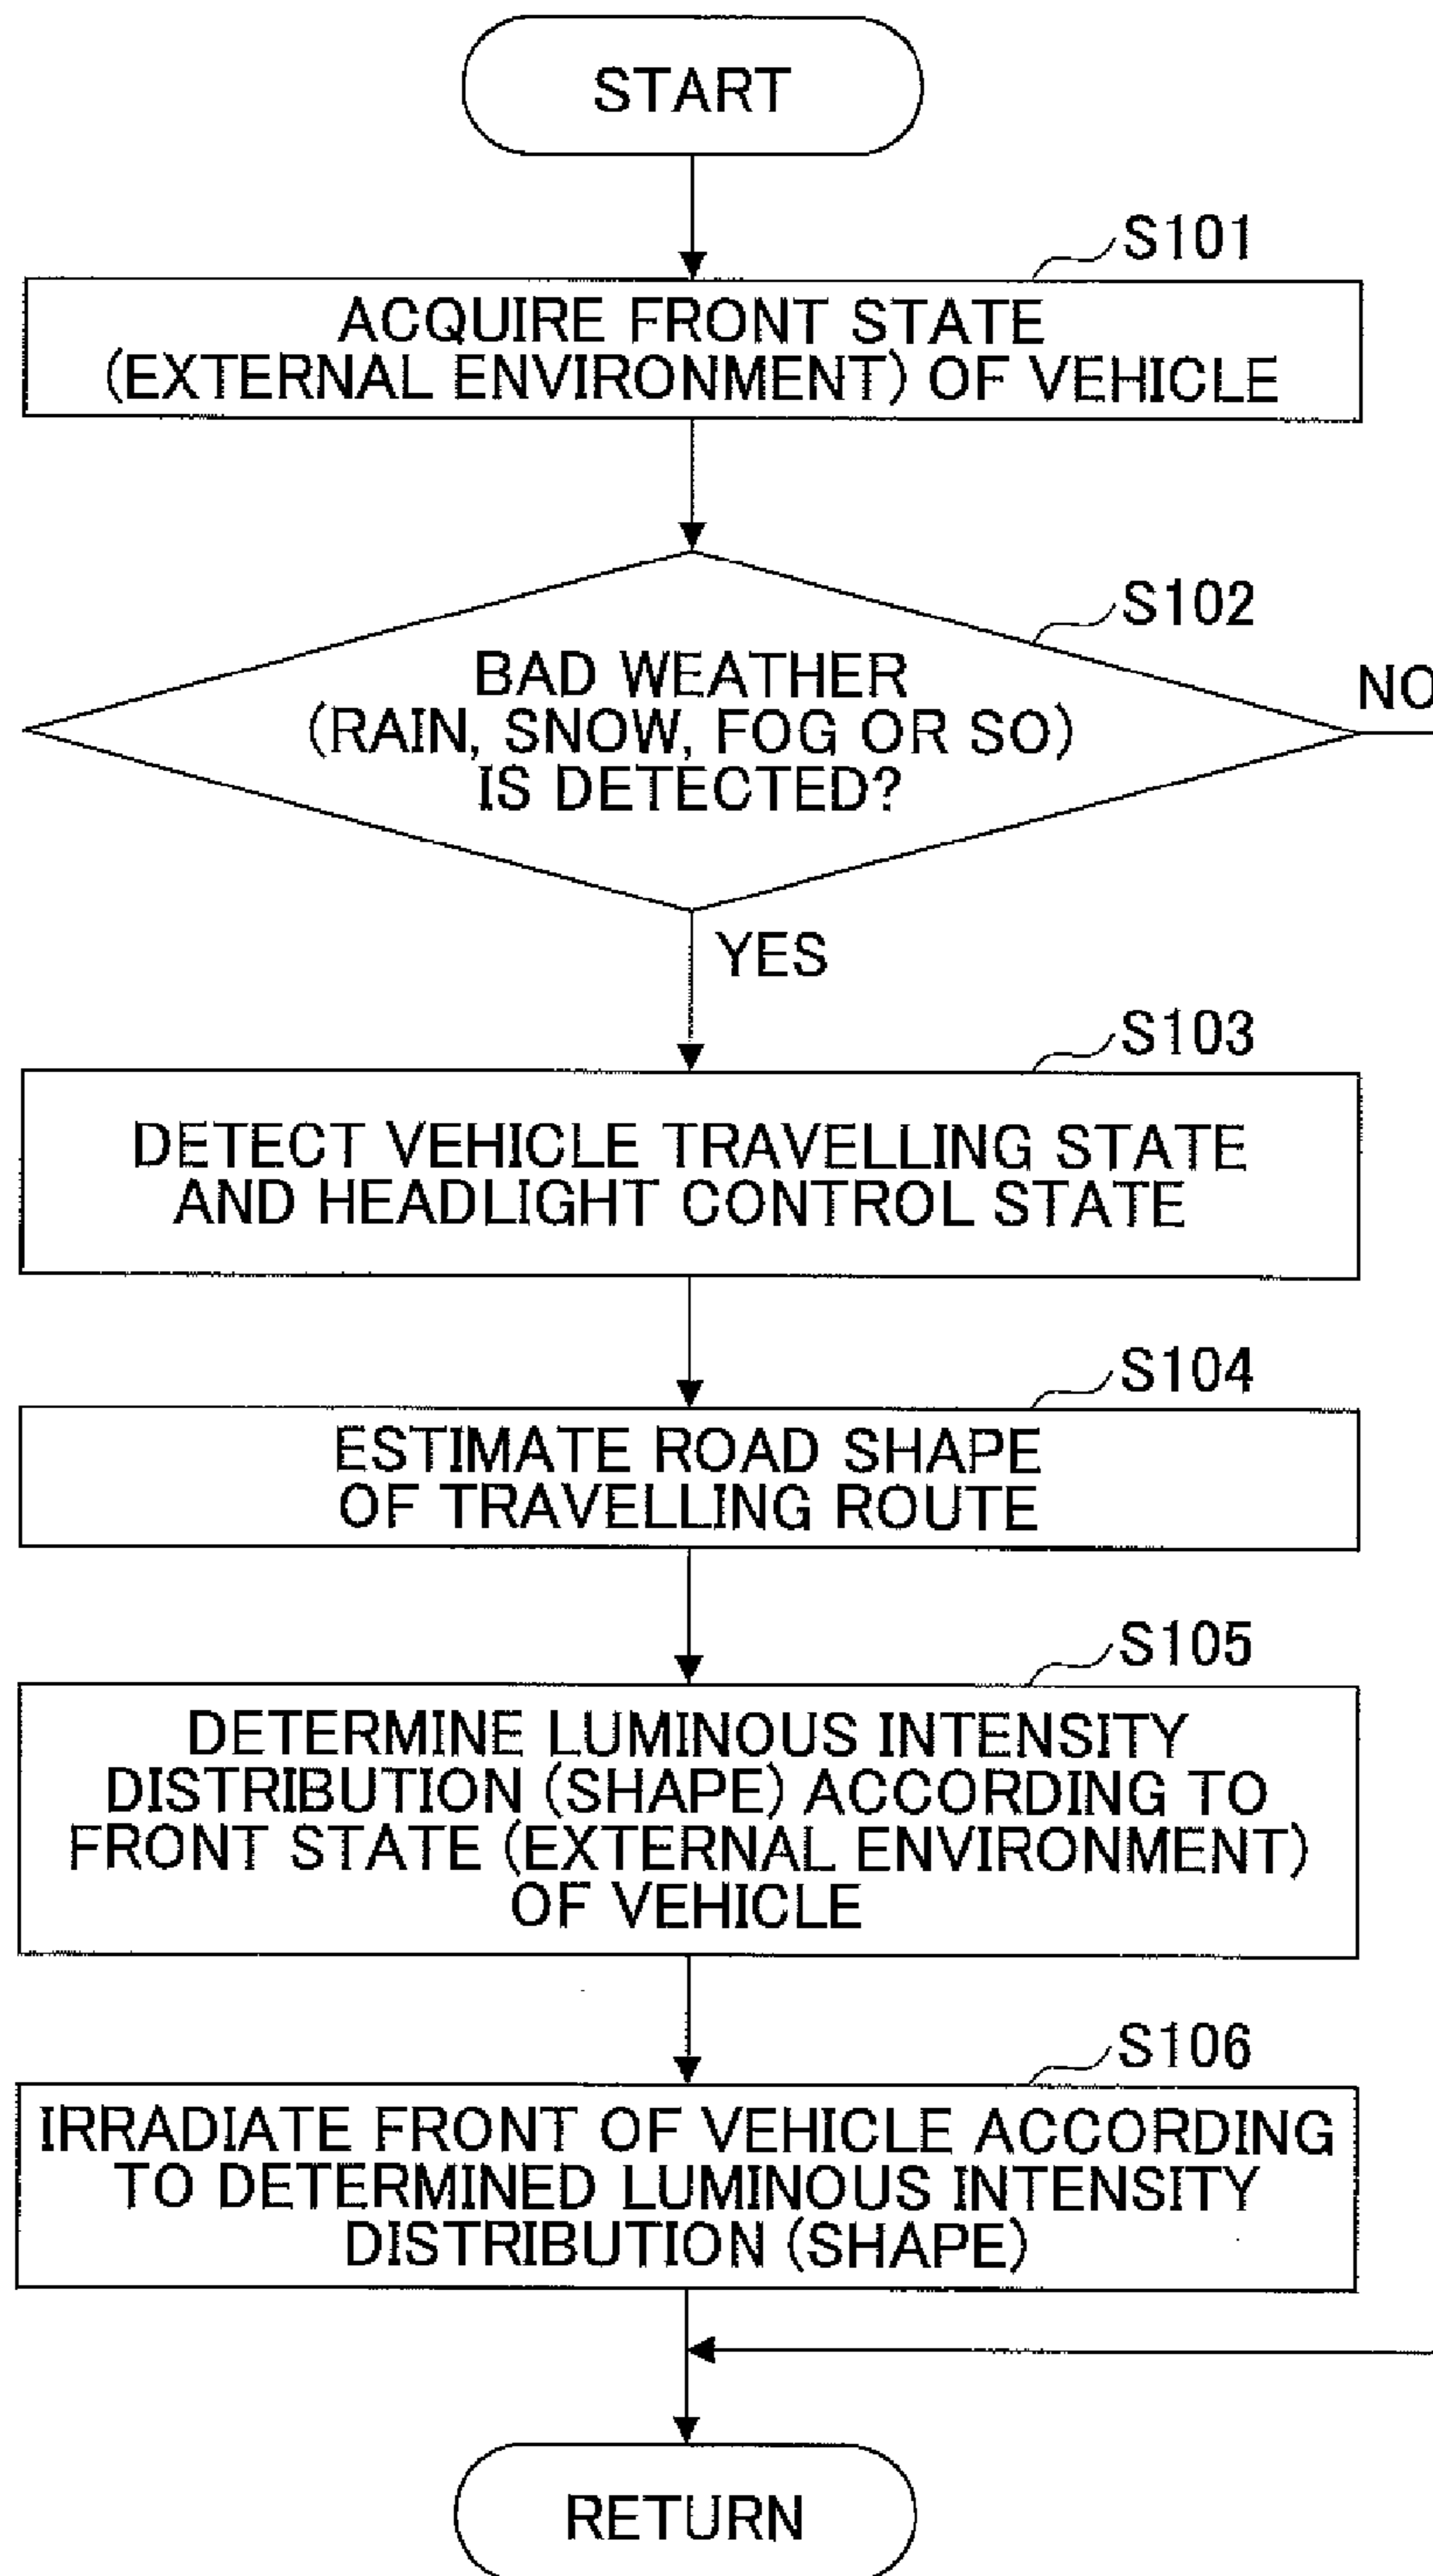 START
S101
ACQUIRE FRONT STATE
(EXTERNAL ENVIRONMENT) OF VEHICLE
S102
BAD WEATHER
(RAIN, SNOW, FOG OR SO)
IS DETECTED?
NO
YES
S103
DETECT VEHICLE TRAVELLING STATE
AND HEADLIGHT CONTROL STATE
S104
ESTIMATE ROAD SHAPE
OF TRAVELLING ROUTE
S105
DETERMINE LUMINOUS INTENSITY
DISTRIBUTION (SHAPE) ACCORDING TO
FRONT STATE (EXTERNAL ENVIRONMENT)
OF VEHICLE
S106
IRRADIATE FRONT OF VEHICLE ACCORDING
TO DETERMINED LUMINOUS INTENSITY
DISTRIBUTION (SHAPE)
RETURN